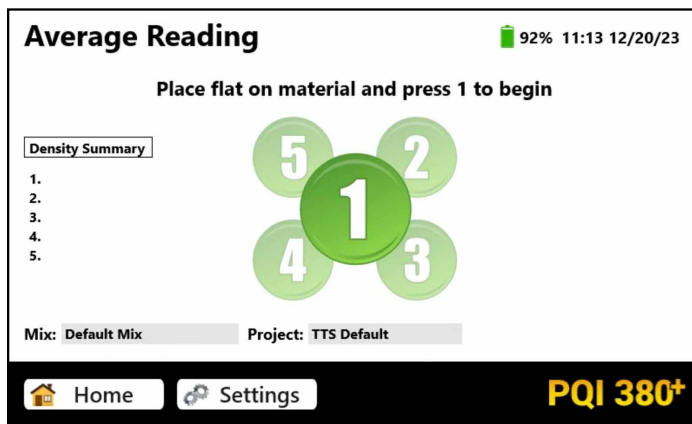 Average Reading
92% 11:13 12/20/23
Place flat on material and press 1 to begin
Density Summary
1.
2.
3.
4.
5.
5
2
1
4
3
Mix: Default Mix
Project: TTS Default
Home
Settings
PQI 380+